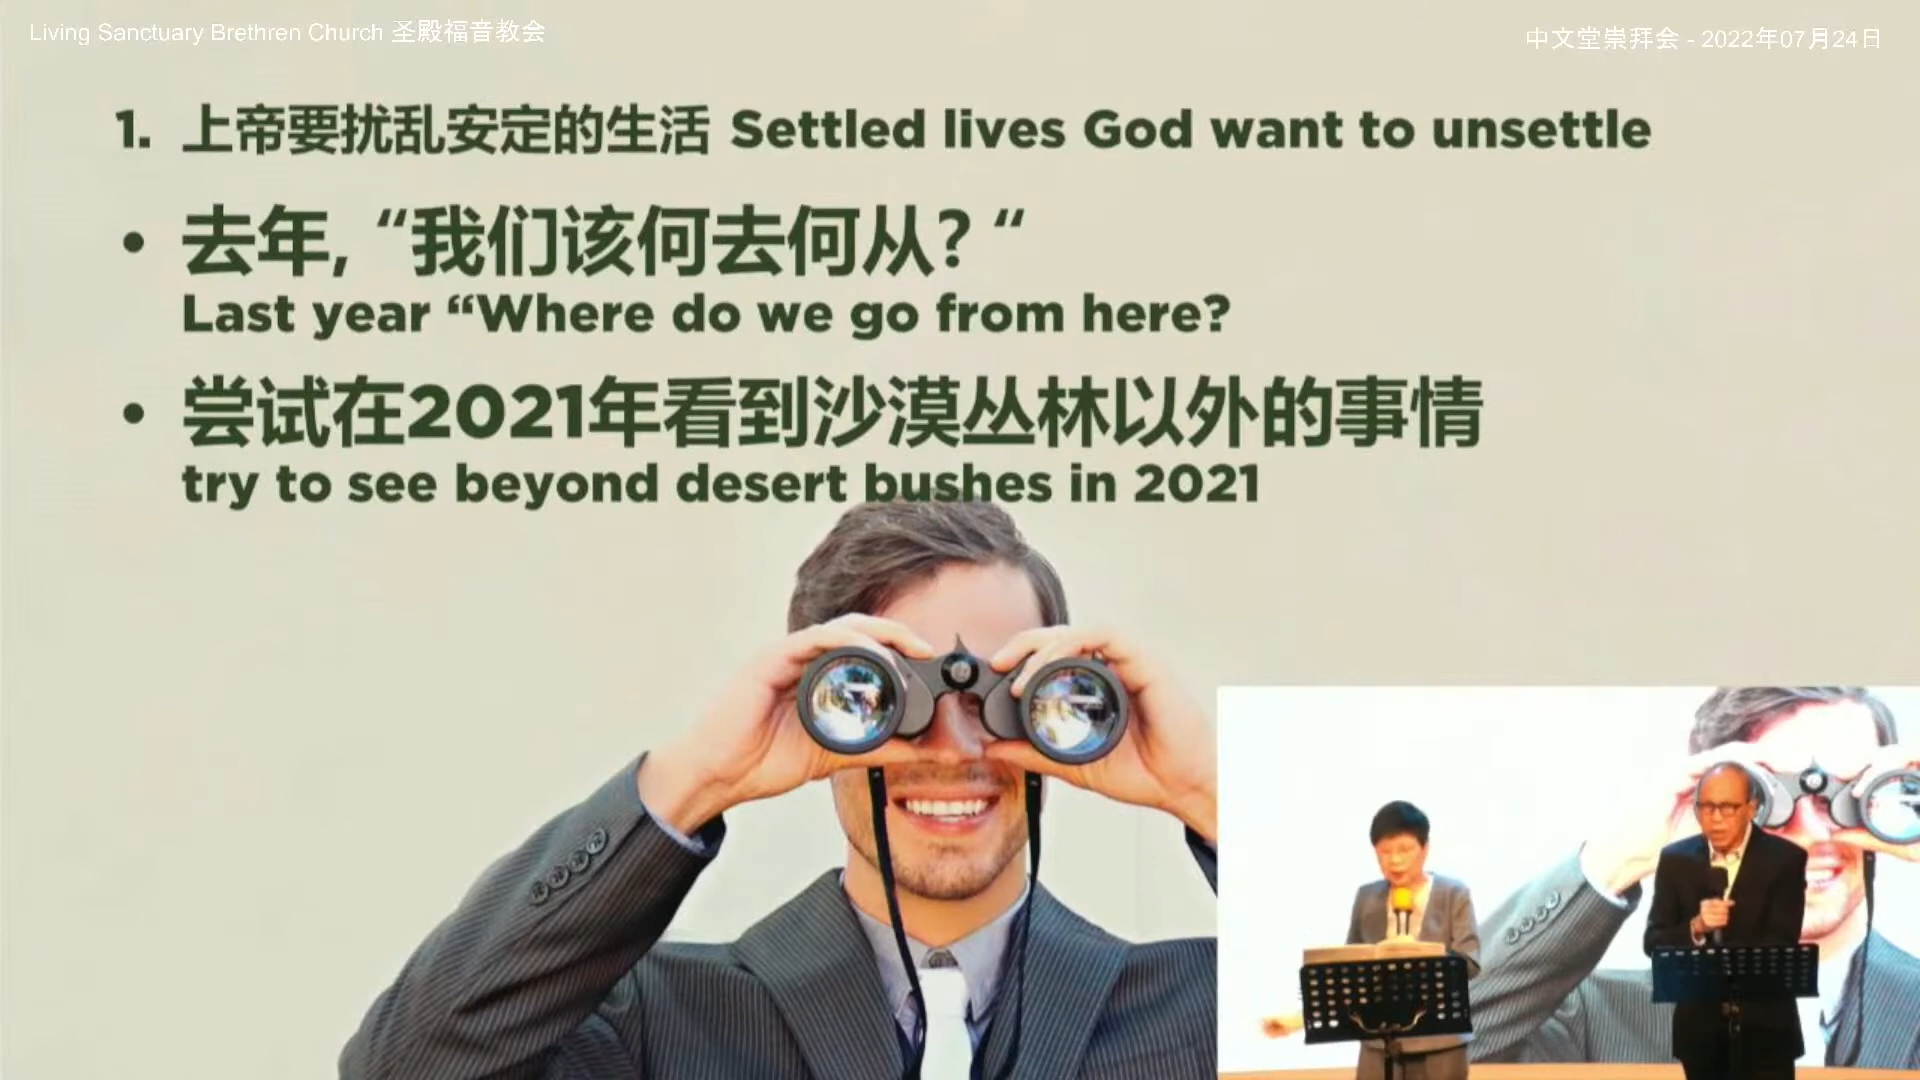 Living Sanctuary Brethren Church 圣殿福音教会
中文堂崇拜会 - 2022年07月24日
1. 上帝要扰乱安定的生活 Settled lives God want to unsettle
• 去年, “我们该何去何从? “
Last year “Where do we go from here?
• 尝试在2021年看到沙漠丛林以外的事情
try to see beyond desert bushes in 2021